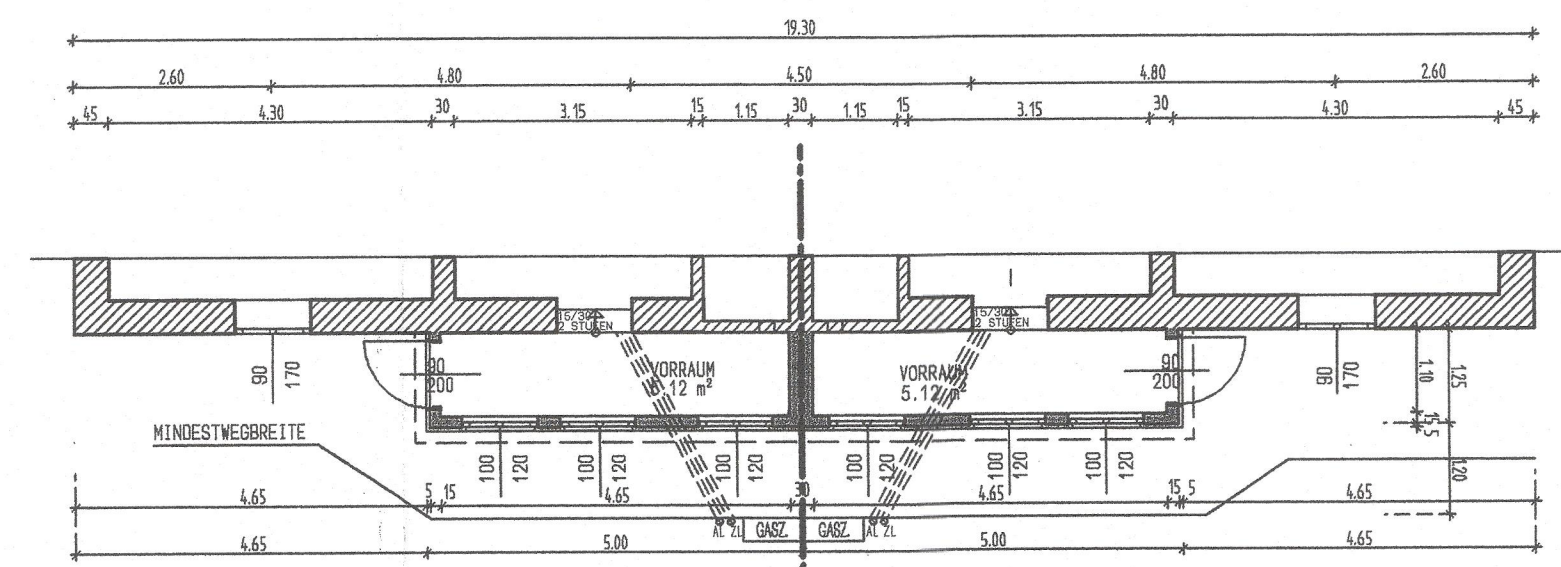 19.30
2.60 4.80 4.50 4.80 2.60
45 4.30 30 3.15 15 1.15 30 1.15 15 3.15 30 4.30 45
15/30
2 STUFEN
15/30
2 STUFEN
90
170
90
200
VORRAUM
5.12 m²
VORRAUM
5.12 m²
90
200
90
170
1.10
1.25
15
5
MINDESTWEGBREITE
100
120
100
120
100
120
100
120
100
120
100
120
1.20
4.65 5 15 4.65 30 4.65 15 5 4.65
AL ZL GASZ. GASZ. AL ZL
4.65 5.00 5.00 4.65